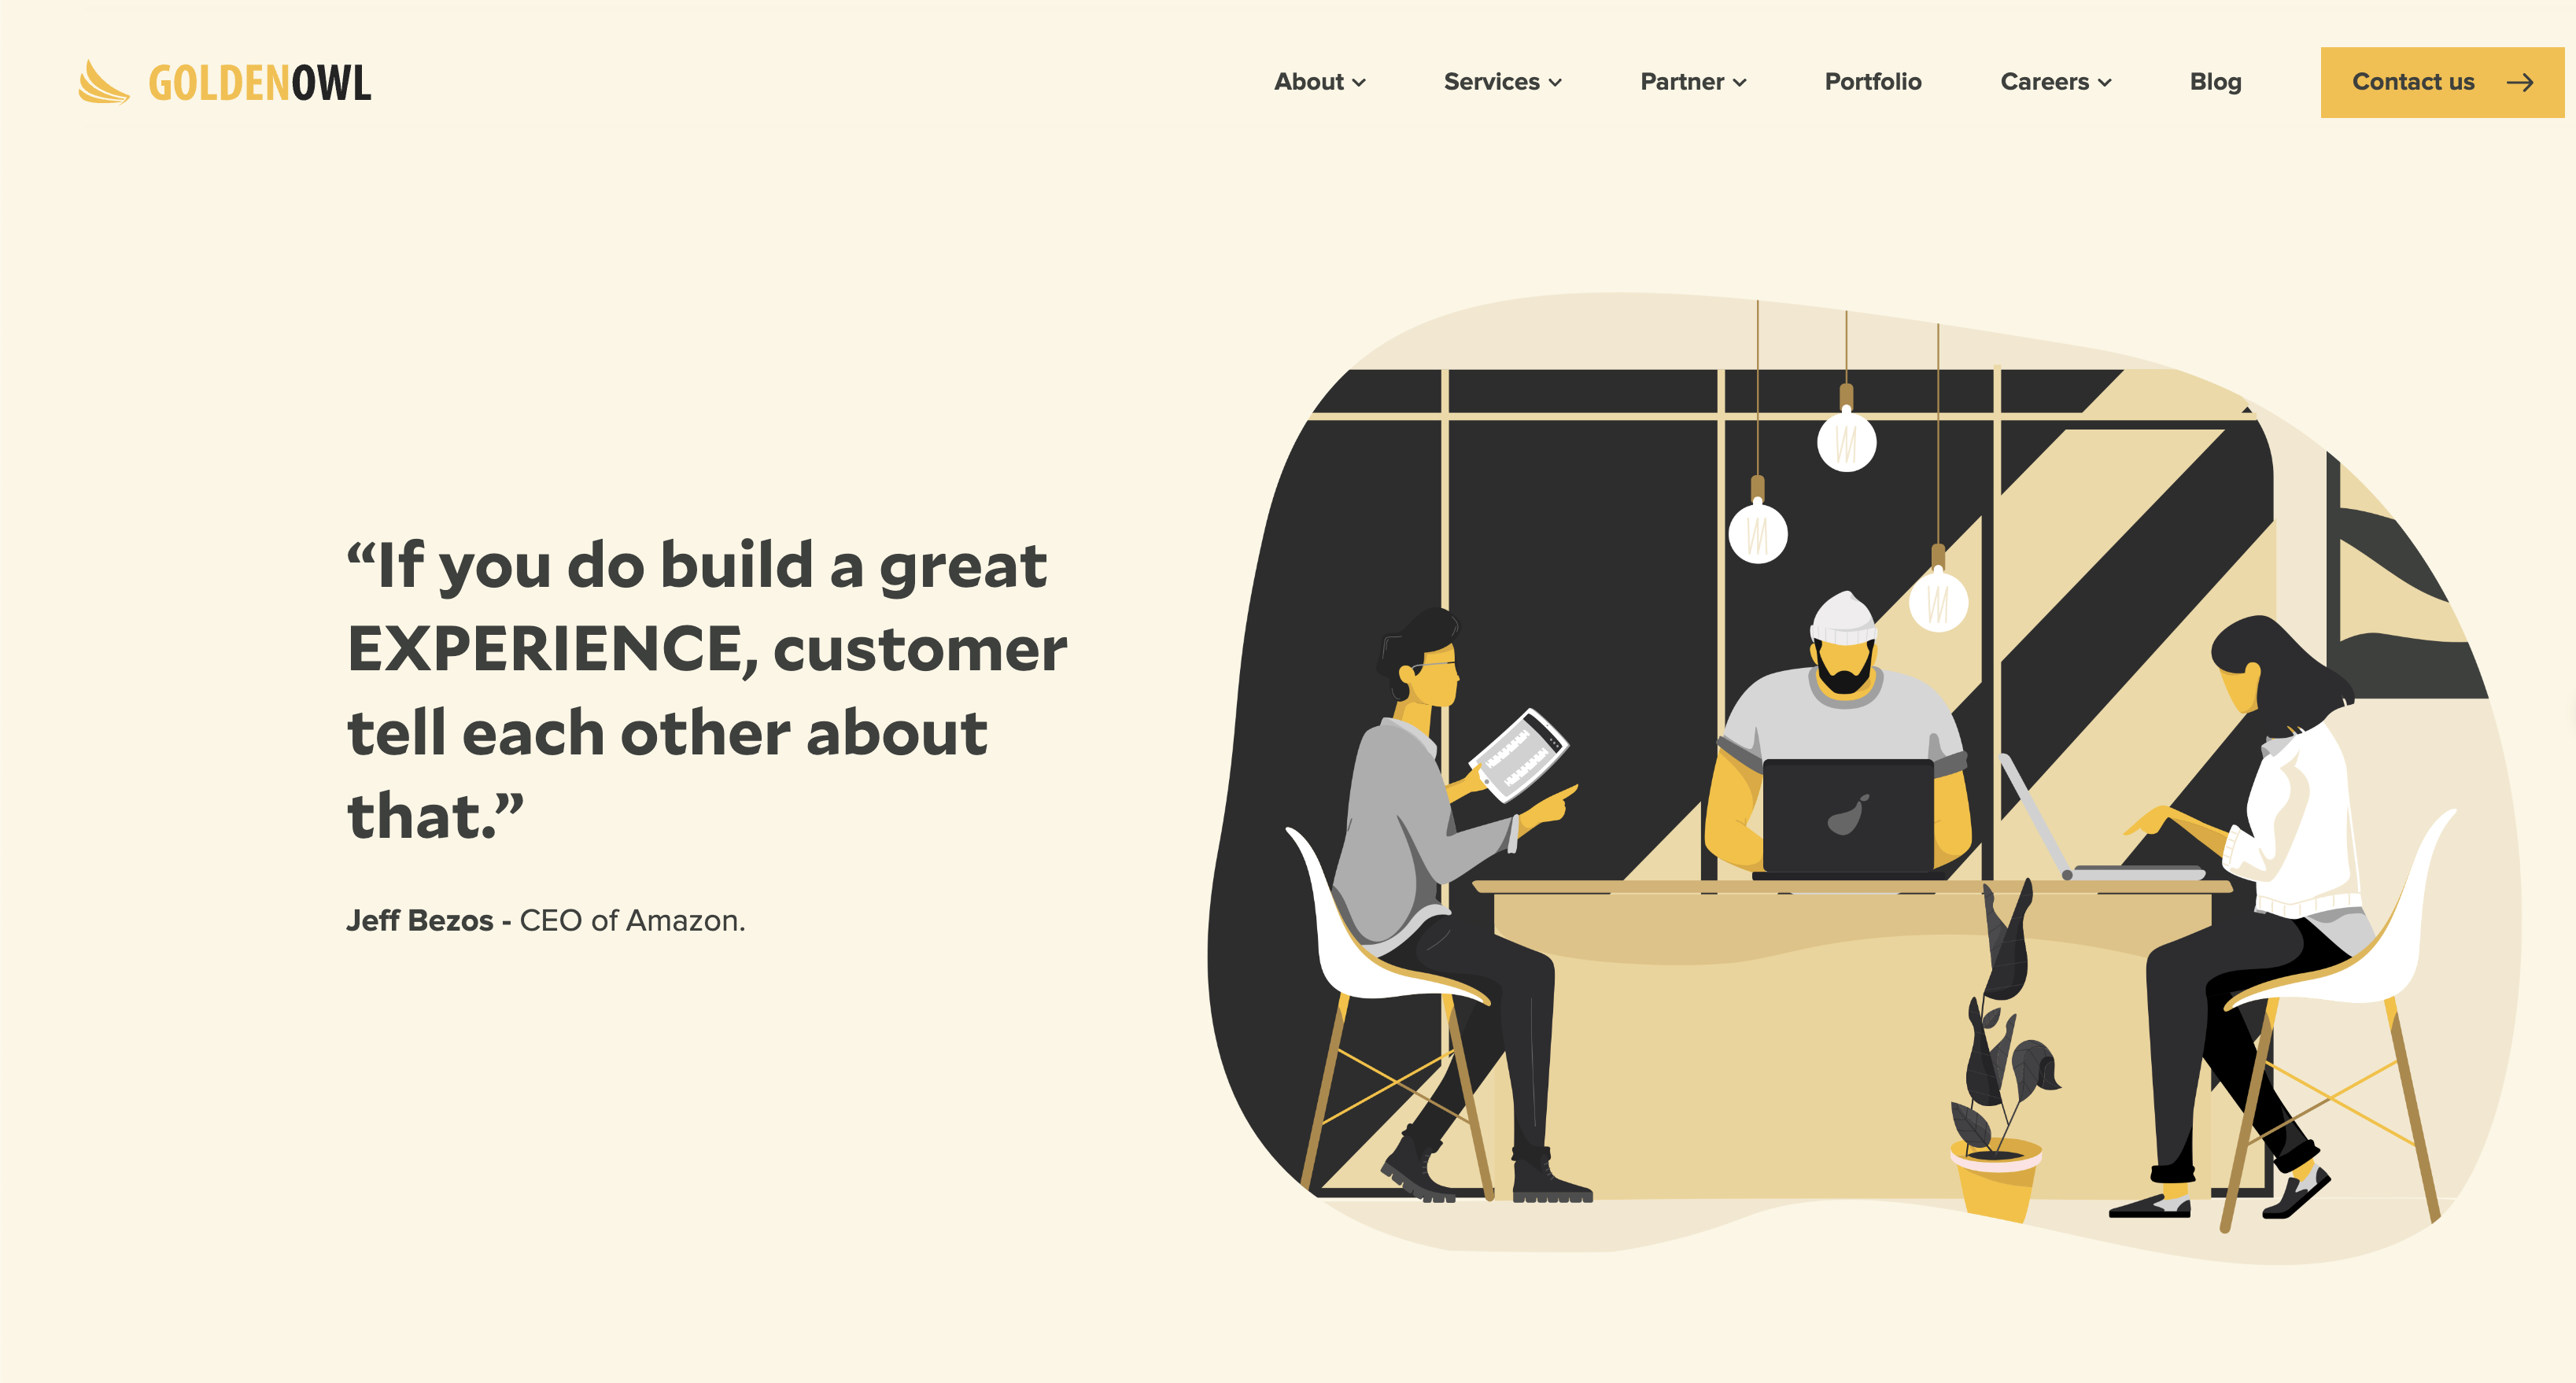 GOLDENOWL
About
Services
Partner
Portfolio
Careers
Blog
Contact us
“If you do build a great
EXPERIENCE, customer
tell each other about
that.”
Jeff Bezos - CEO of Amazon.